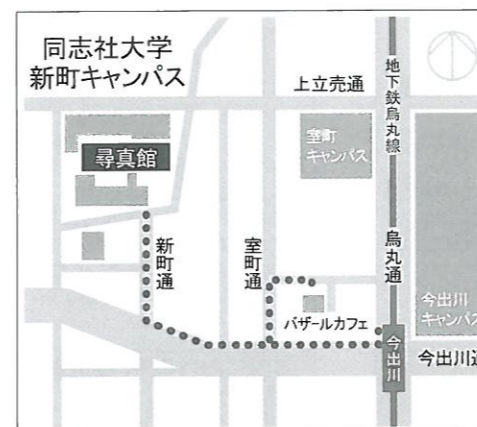 同志社大学
新町キャンパス
上立売通
地下鉄烏丸線
尋真館
室町
キャンパス
新町通
室町通
烏丸通
今出川
キャンパス
バザールカフェ
今出川
今出川通